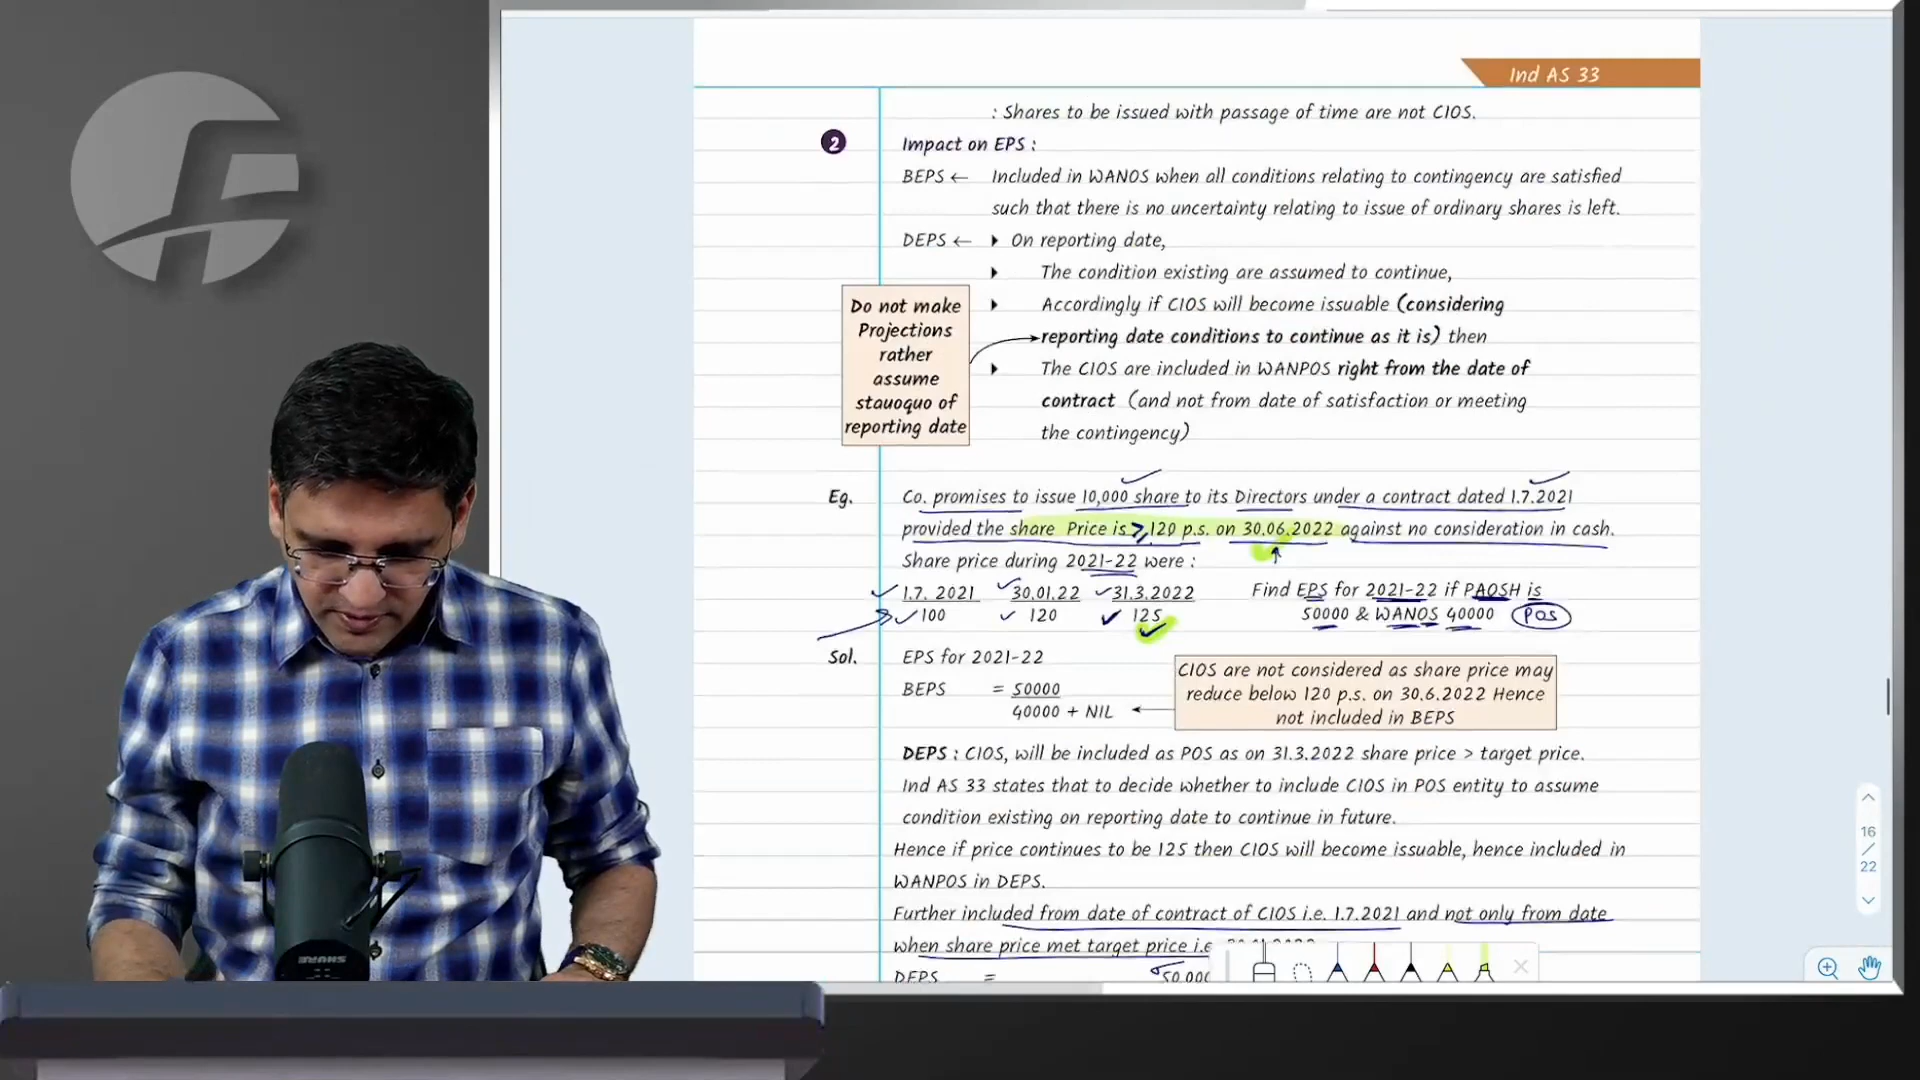 Ind AS 33
: Shares to be issued with passage of time are not CIOS.
2
Impact on EPS :
BEPS ← Included in WANOS when all conditions relating to contingency are satisfied
such that there is no uncertainty relating to issue of ordinary shares is left.
DEPS ← On reporting date,
The condition existing are assumed to continue,
Accordingly if CIOS will become issuable (considering
reporting date conditions to continue as it is) then
The CIOS are included in WANPOS right from the date of
contract (and not from date of satisfaction or meeting
the contingency)
Do not make
Projections
rather
assume
stauoquo of
reporting date
Eg. Co. promises to issue 10,000 share to its Directors under a contract dated 1.7.2021
provided the share Price is ≥ 120 p.s. on 30.06.2022 against no consideration in cash.
Share price during 2021-22 were :
1.7. 2021 30.01.22 31.3.2022
100 120 125
Find EPS for 2021-22 if PAOSH is
50000 & WANOS 40000 POS
Sol. EPS for 2021-22
BEPS = 50000
40000 + NIL
CIOS are not considered as share price may
reduce below 120 p.s. on 30.6.2022 Hence
not included in BEPS
DEPS : CIOS, will be included as POS as on 31.3.2022 share price > target price.
Ind AS 33 states that to decide whether to include CIOS in POS entity to assume
condition existing on reporting date to continue in future.
Hence if price continues to be 125 then CIOS will become issuable, hence included in
WANPOS in DEPS.
Further included from date of contract of CIOS i.e. 1.7.2021 and not only from date
when share price met target price i.e.
DEPS = 50,000
16
/
22
SHURE